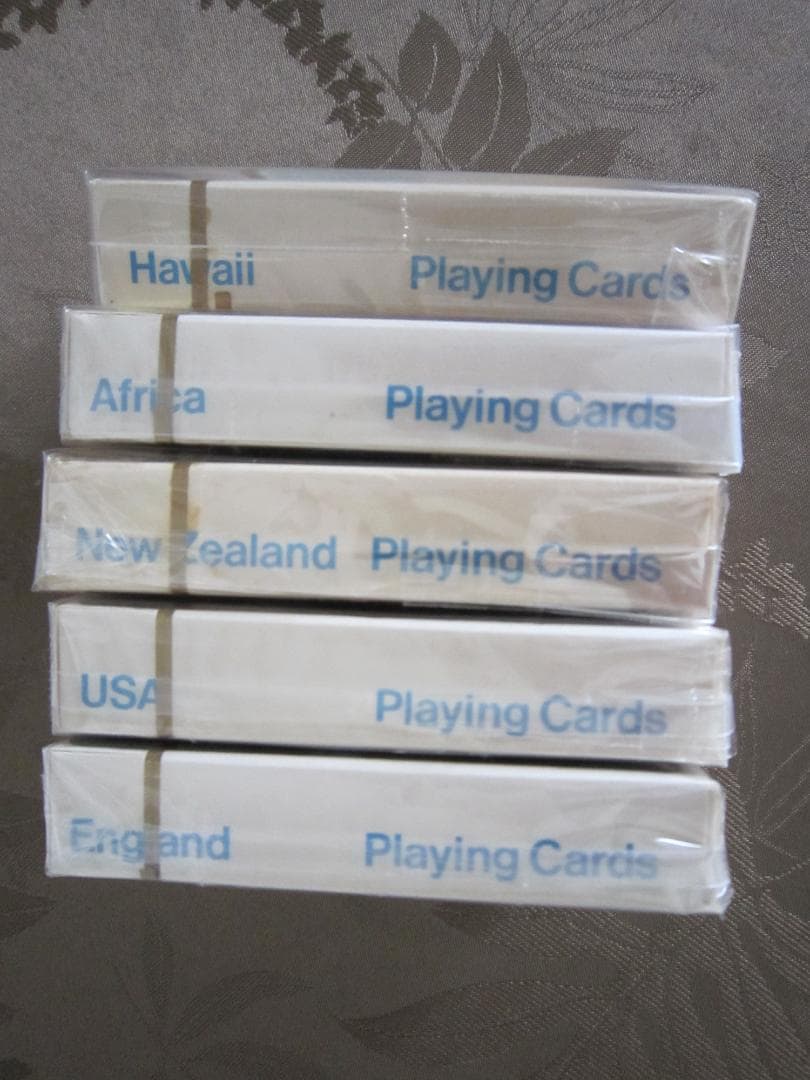 Hawaii Playing Cards
Africa Playing Cards
New Zealand Playing Cards
USA Playing Cards
England Playing Cards